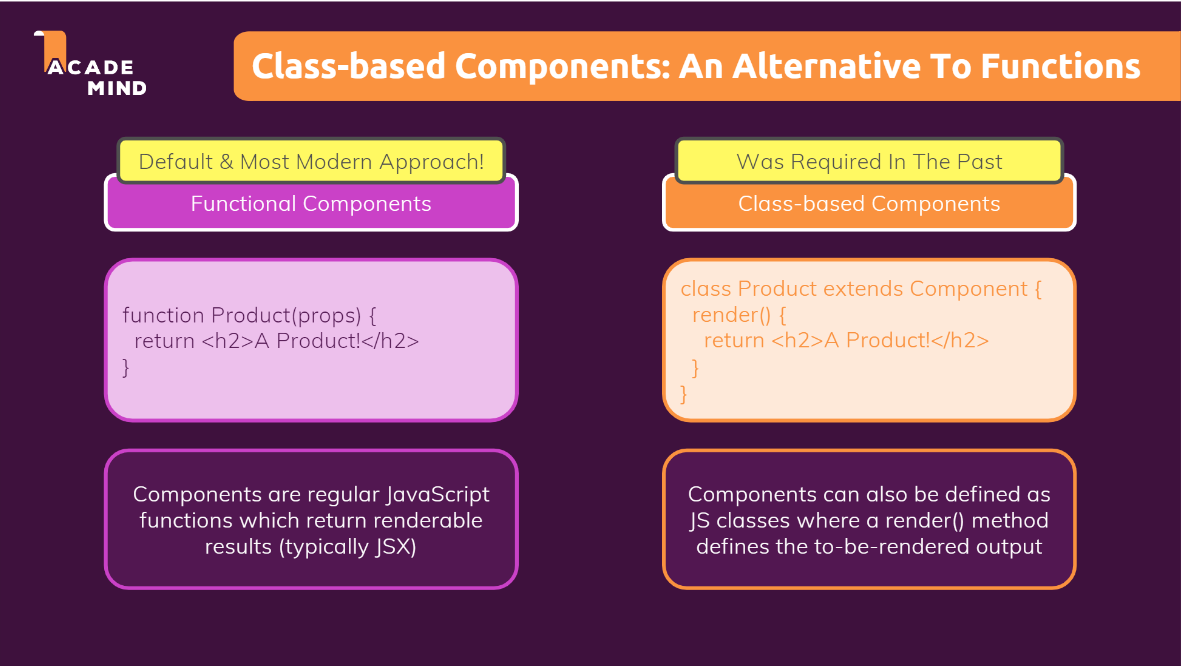 ACADE
MIND
Class-based Components: An Alternative To Functions
Default & Most Modern Approach!
Functional Components
function Product(props) {
  return <h2>A Product!</h2>
}
Components are regular JavaScript
functions which return renderable
results (typically JSX)
Was Required In The Past
Class-based Components
class Product extends Component {
  render() {
    return <h2>A Product!</h2>
  }
}
Components can also be defined as
JS classes where a render() method
defines the to-be-rendered output